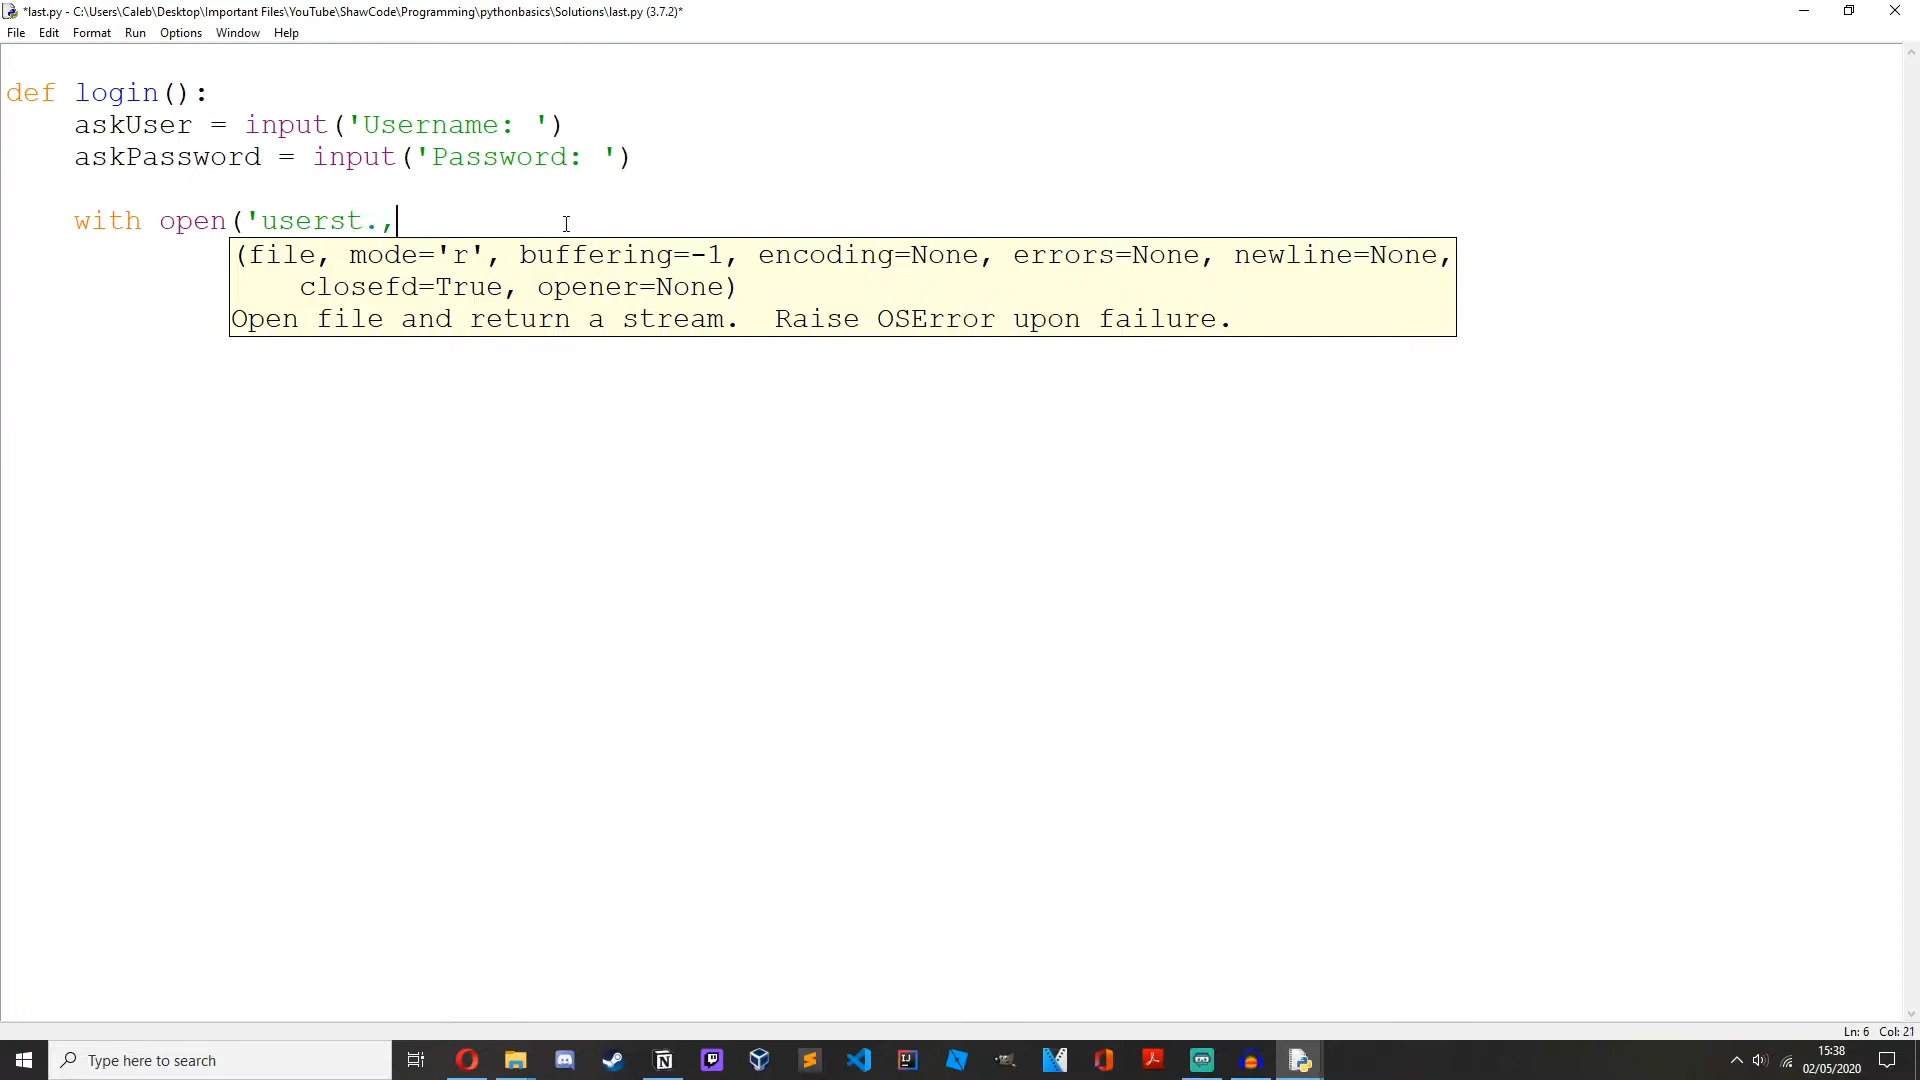 *last.py - C:\Users\Caleb\Desktop\Important Files\YouTube\ShawCode\Programming\pythonbasics\Solutions\last.py (3.7.2)*
File Edit Format Run Options Window Help
def login():
    askUser = input('Username: ')
    askPassword = input('Password: ')
    with open('userst.,
(file, mode='r', buffering=-1, encoding=None, errors=None, newline=None,
    closefd=True, opener=None)
Open file and return a stream.  Raise OSError upon failure.
Ln: 6 Col: 21
Type here to search
15:38
02/05/2020